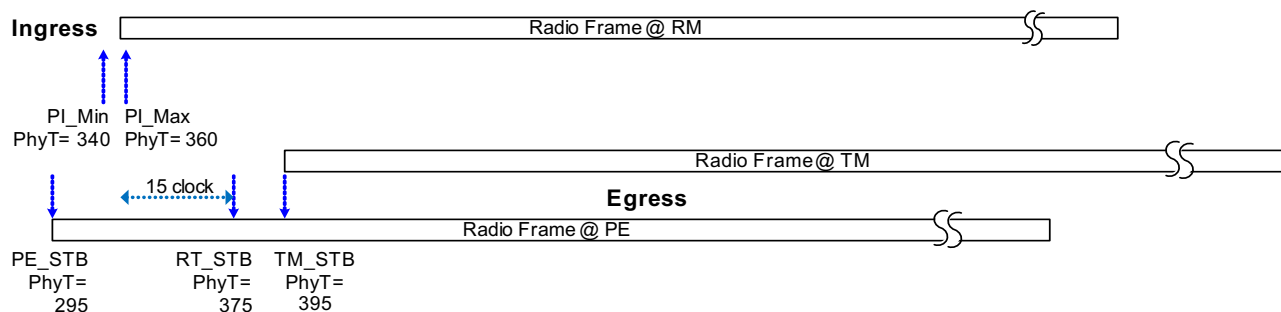 Ingress
Radio Frame @ RM
PI_Min PI_Max
PhyT= 340 PhyT= 360
Radio Frame@ TM
15 clock
Egress
Radio Frame @ PE
PE_STB RT_STB TM_STB
PhyT= PhyT= PhyT=
295 375 395